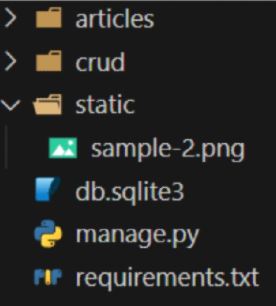 articles
crud
static
sample-2.png
db.sqlite3
manage.py
requirements.txt